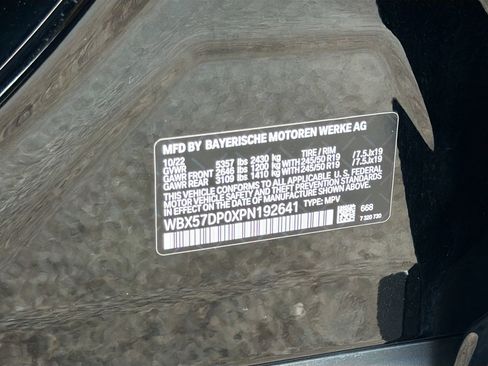 MFD BY BAYERISCHE MOTOREN WERKE AG
10/22
GVWR 5357 lbs 2430 kg TIRE / RIM
GAWR FRONT 2646 lbs 1200 kg WITH 245/50 R19 /7.5Jx19
GAWR REAR 3109 lbs 1410 kg WITH 245/50 R19 /7.5Jx19
THIS VEHICLE CONFORMS TO ALL APPLICABLE U.S. FEDERAL
MOTOR VEHICLE SAFETY, BUMPER, AND THEFT PREVENTION
STANDARDS IN EFFECT ON THE DATE OF MANUFACTURE
SHOWN ABOVE.
WBX57DP0XPN192641 TYPE: MPV
668
7 320 730